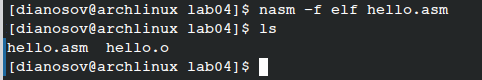 [dianosov@archlinux lab04]$ nasm -f elf hello.asm
[dianosov@archlinux lab04]$ ls
hello.asm  hello.o
[dianosov@archlinux lab04]$